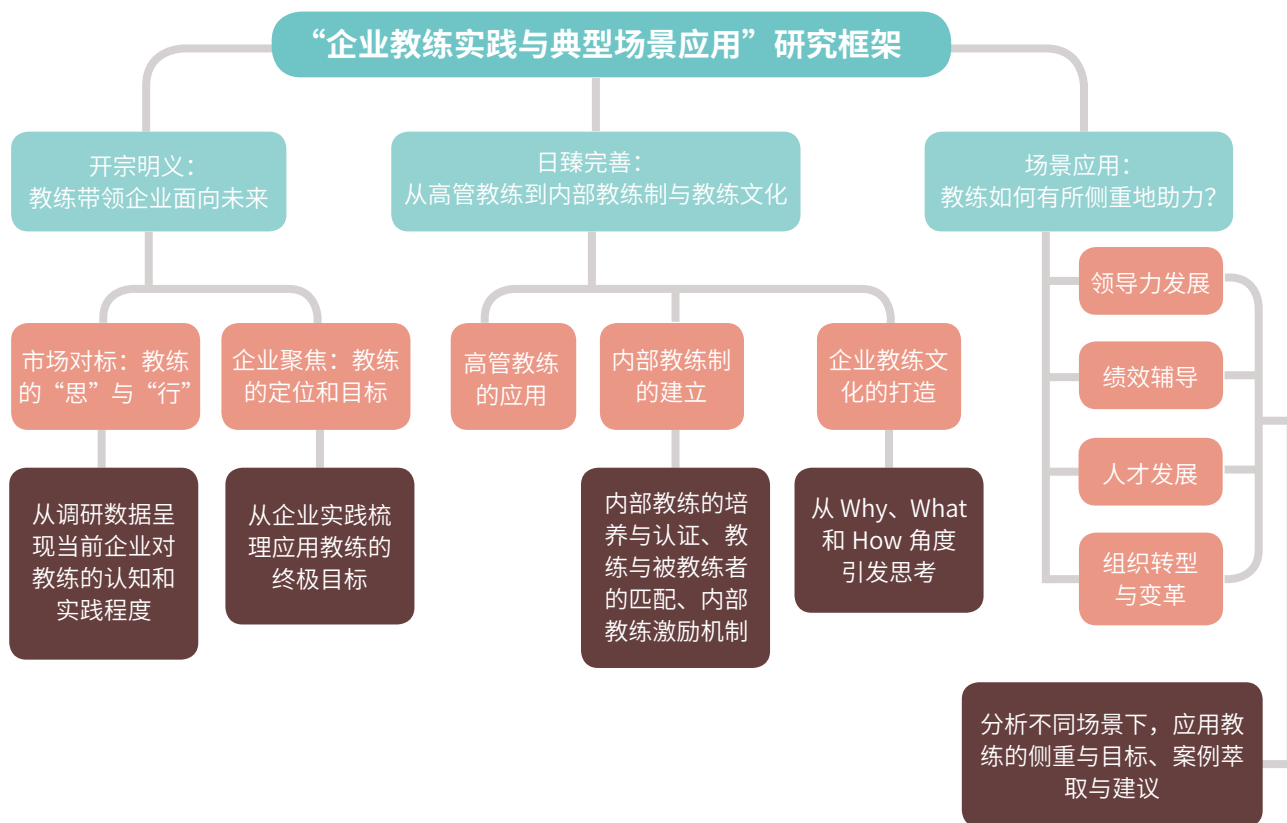 “企业教练实践与典型场景应用”研究框架
开宗明义：
教练带领企业面向未来
日臻完善：
从高管教练到内部教练制与教练文化
场景应用：
教练如何有所侧重地助力？
市场对标：教练
的“思”与“行”
企业聚焦：教练
的定位和目标
高管教练
的应用
内部教练制
的建立
企业教练文
化的打造
领导力发展
绩效辅导
人才发展
组织转型
与变革
从调研数据呈
现当前企业对
教练的认知和
实践程度
从企业实践梳
理应用教练的
终极目标
内部教练的培
养与认证、教
练与被教练者
的匹配、内部
教练激励机制
从 Why、What
和 How 角度
引发思考
分析不同场景下，应用教
练的侧重与目标、案例萃
取与建议